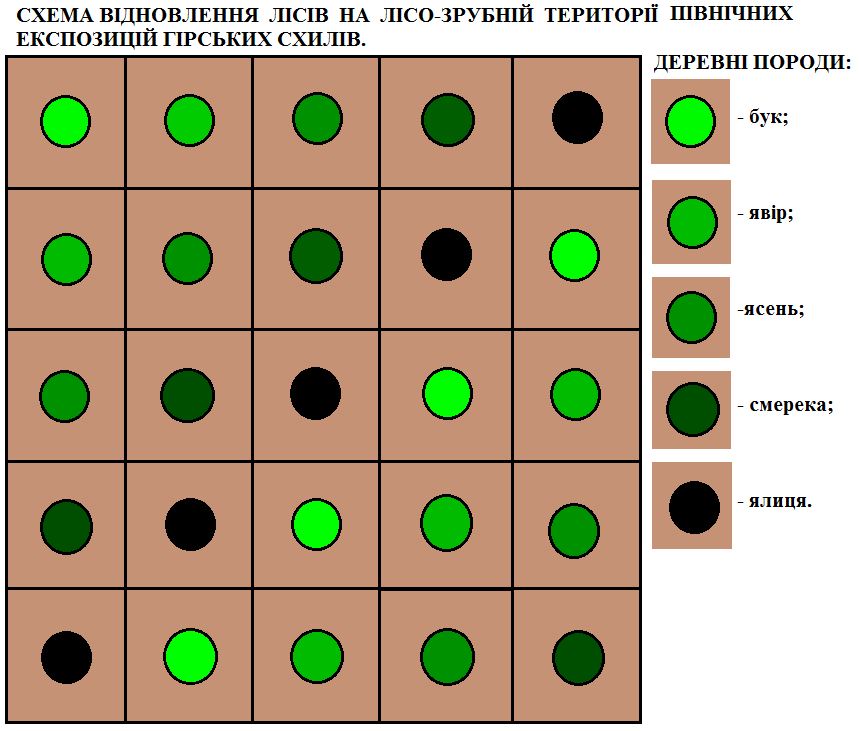 СХЕМА ВІДНОВЛЕННЯ ЛІСІВ НА ЛІСО-ЗРУБНІЙ ТЕРИТОРІЇ ПІВНІЧНИХ
ЕКСПОЗИЦІЙ ГІРСЬКИХ СХИЛІВ.
ДЕРЕВНІ ПОРОДИ:
- бук;
- явір;
-ясень;
- смерека;
- ялиця.